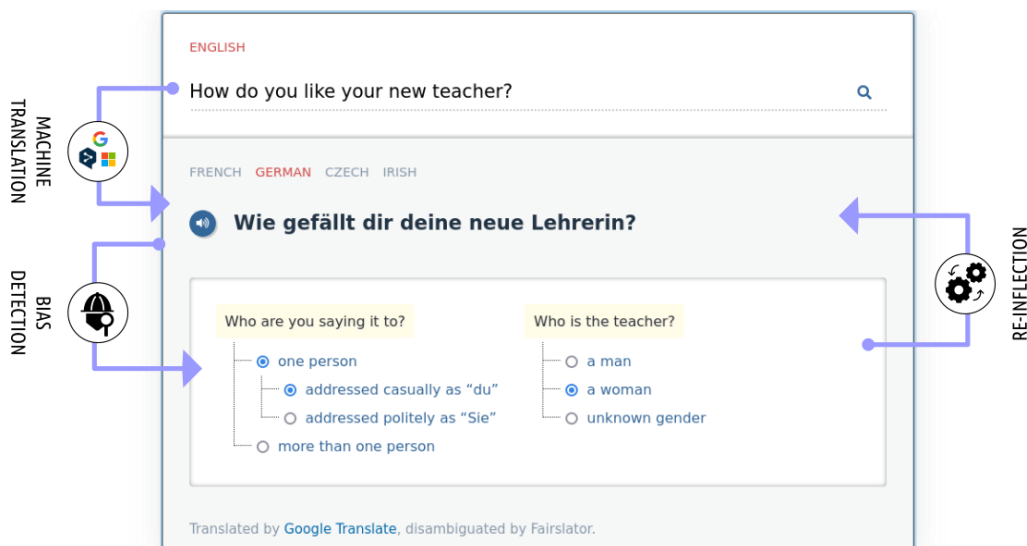 ENGLISH
How do you like your new teacher?
MACHINE
TRANSLATION
FRENCH GERMAN CZECH IRISH
Wie gefällt dir deine neue Lehrerin?
BIAS
DETECTION
RE-INFLECTION
Who are you saying it to?
one person
addressed casually as “du”
addressed politely as “Sie”
more than one person
Who is the teacher?
a man
a woman
unknown gender
Translated by Google Translate, disambiguated by Fairslator.